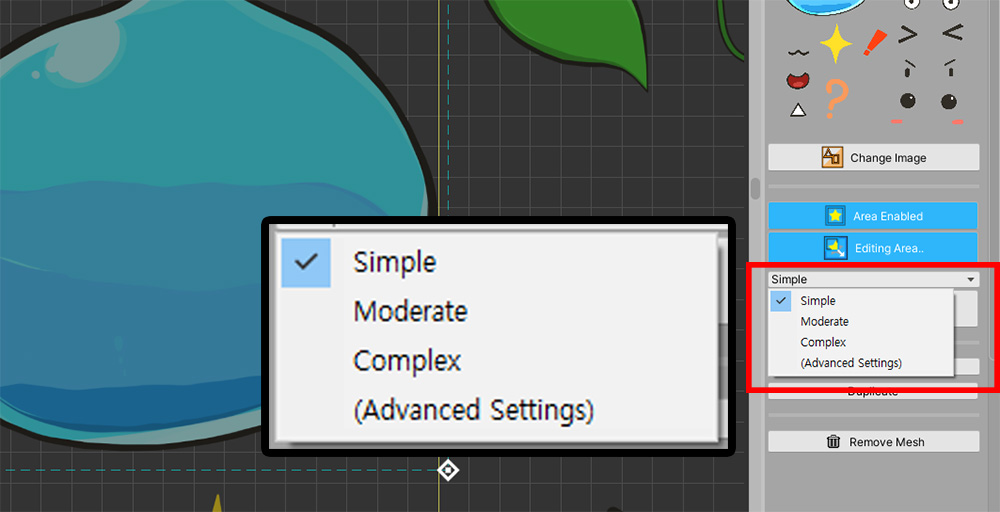 Change Image
Area Enabled
Editing Area..
Simple
Simple
Moderate
Complex
(Advanced Settings)
Duplicate
Remove Mesh
Simple
Moderate
Complex
(Advanced Settings)